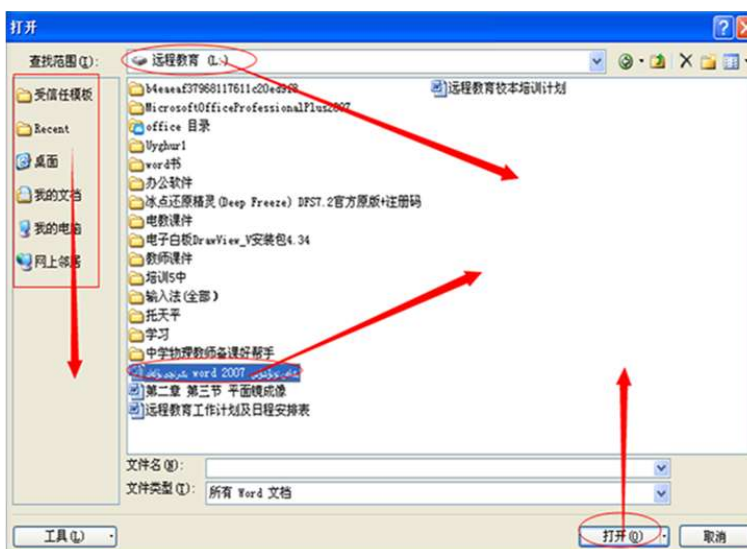 打开
查找范围(I):
远程教育 (L:)
受信任模板
Recent
桌面
我的文档
我的电脑
网上邻居
MicrosoftOfficeProfessionalPlus2007
office 目录
Uyghur1
word书
办公软件
冰点还原精灵(Deep Freeze) DFS7.2官方原版+注册码
电教课件
电子白板DrawView_V安装包4.34
教师课件
培训5中
输入法(全部)
托天平
学习
中学物理教师备课好帮手
word 2007
第二章 第三节 平面镜成像
远程教育工作计划及日程安排表
远程教育校本培训计划
文件名(N):
文件类型(T):
所有 Word 文档
工具(L)
打开(O)
取消